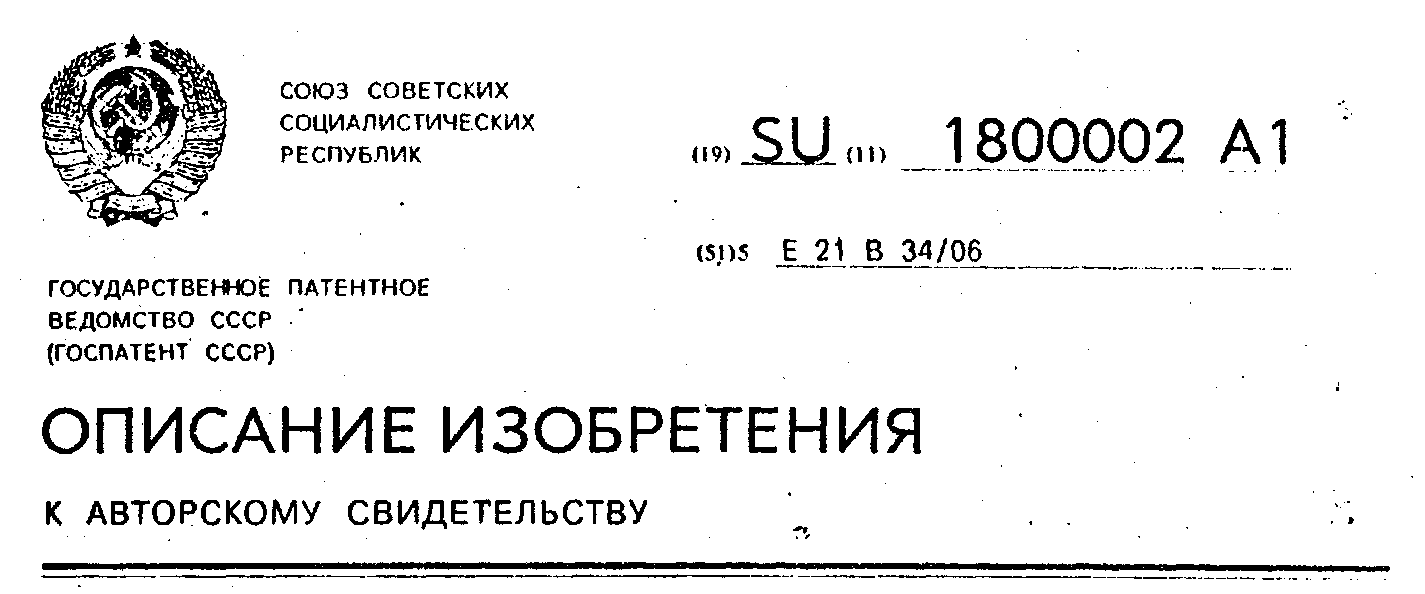 СОЮЗ СОВЕТСКИХ
СОЦИАЛИСТИЧЕСКИХ
РЕСПУБЛИК
(19) SU (11) 1800002 A1
(51)5 E 21 B 34/06
ГОСУДАРСТВЕННОЕ ПАТЕНТНОЕ
ВЕДОМСТВО СССР
(ГОСПАТЕНТ СССР)
ОПИСАНИЕ ИЗОБРЕТЕНИЯ
К АВТОРСКОМУ СВИДЕТЕЛЬСТВУ